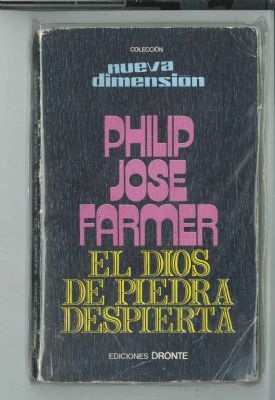 COLECCIÓN
nueva
dimension
PHILIP
JOSE
FARMER
EL DIOS
DE PIEDRA
DESPIERTA
EDICIONES DRONTE